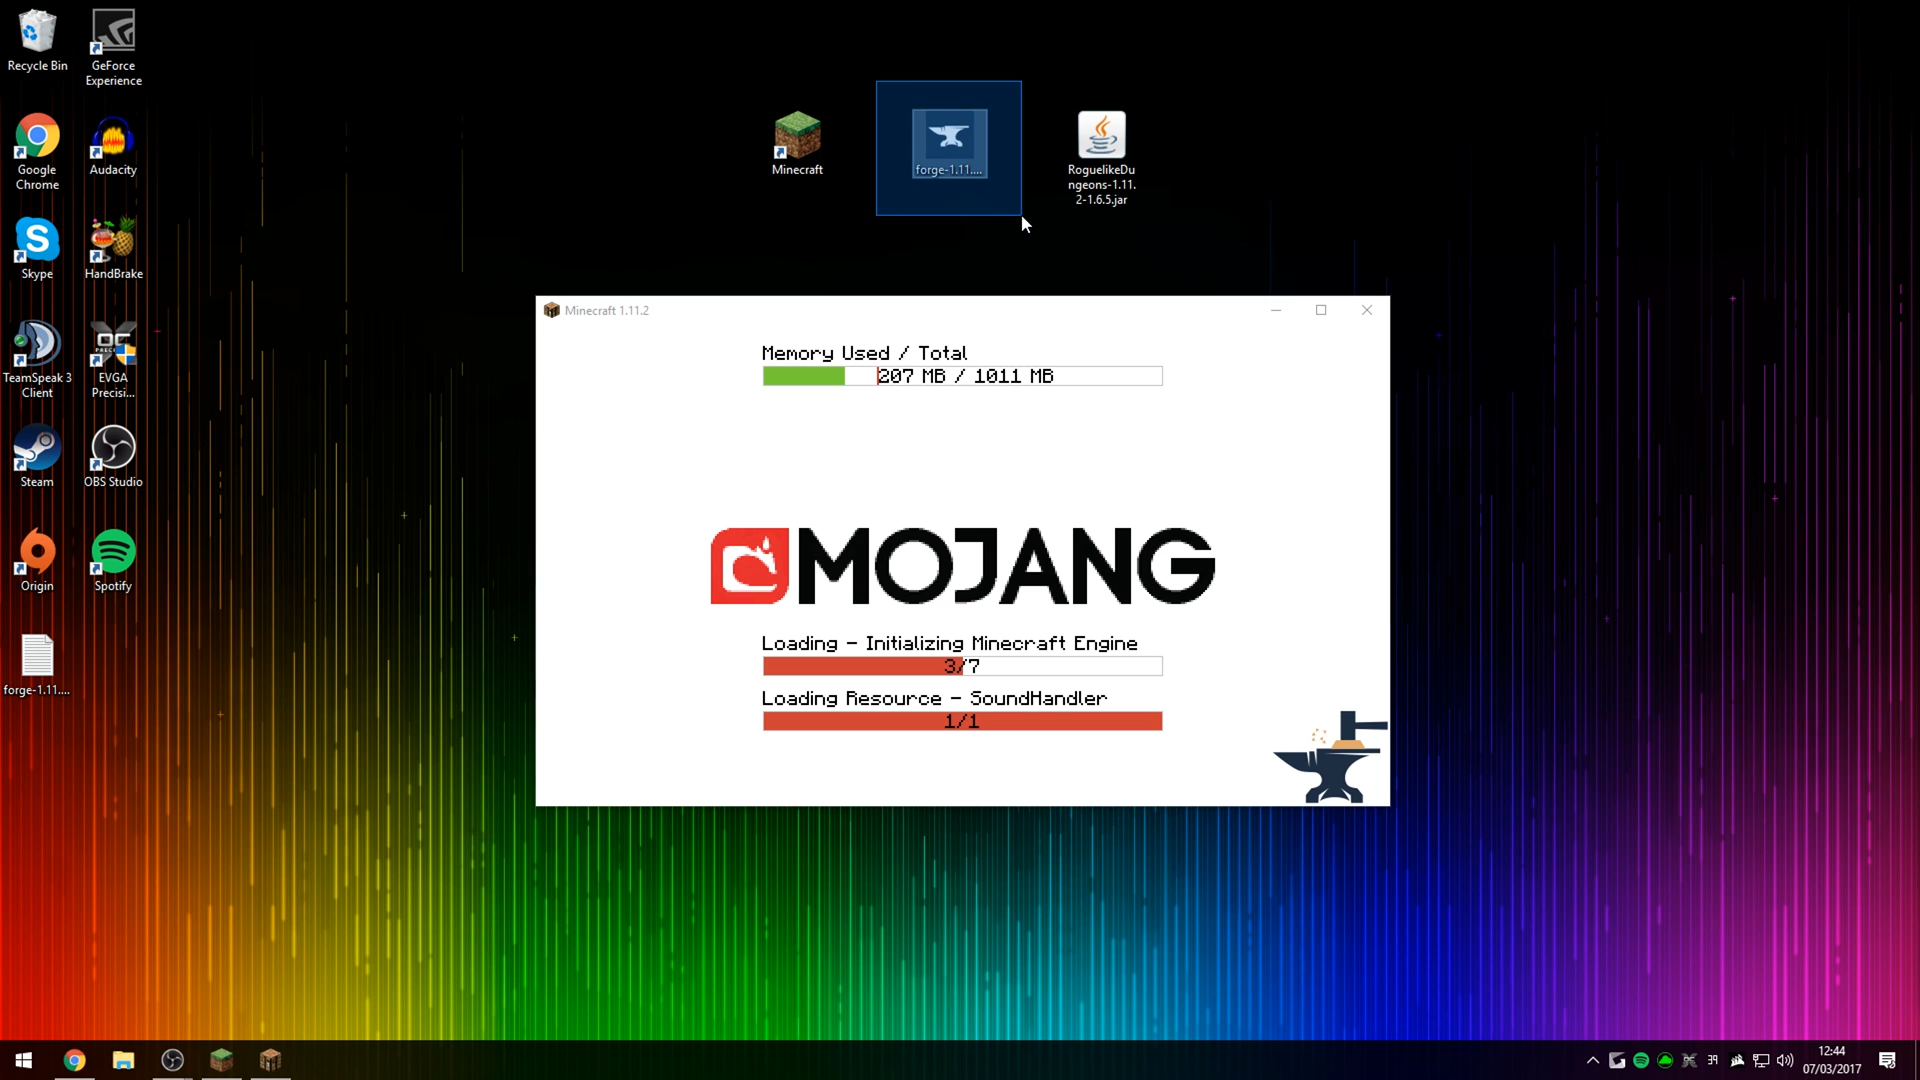 Recycle Bin
GeForce
Experience
Google
Chrome
Audacity
Skype
HandBrake
TeamSpeak 3
Client
EVGA
Precisi...
Steam
OBS Studio
Origin
Spotify
forge-1.11....
Minecraft
forge-1.11....
RoguelikeDu
ngeons-1.11.
2-1.6.5.jar
Minecraft 1.11.2
Memory Used / Total
207 MB / 1011 MB
MOJANG
Loading - Initializing Minecraft Engine
3/7
Loading Resource - SoundHandler
1/1
39
12:44
07/03/2017